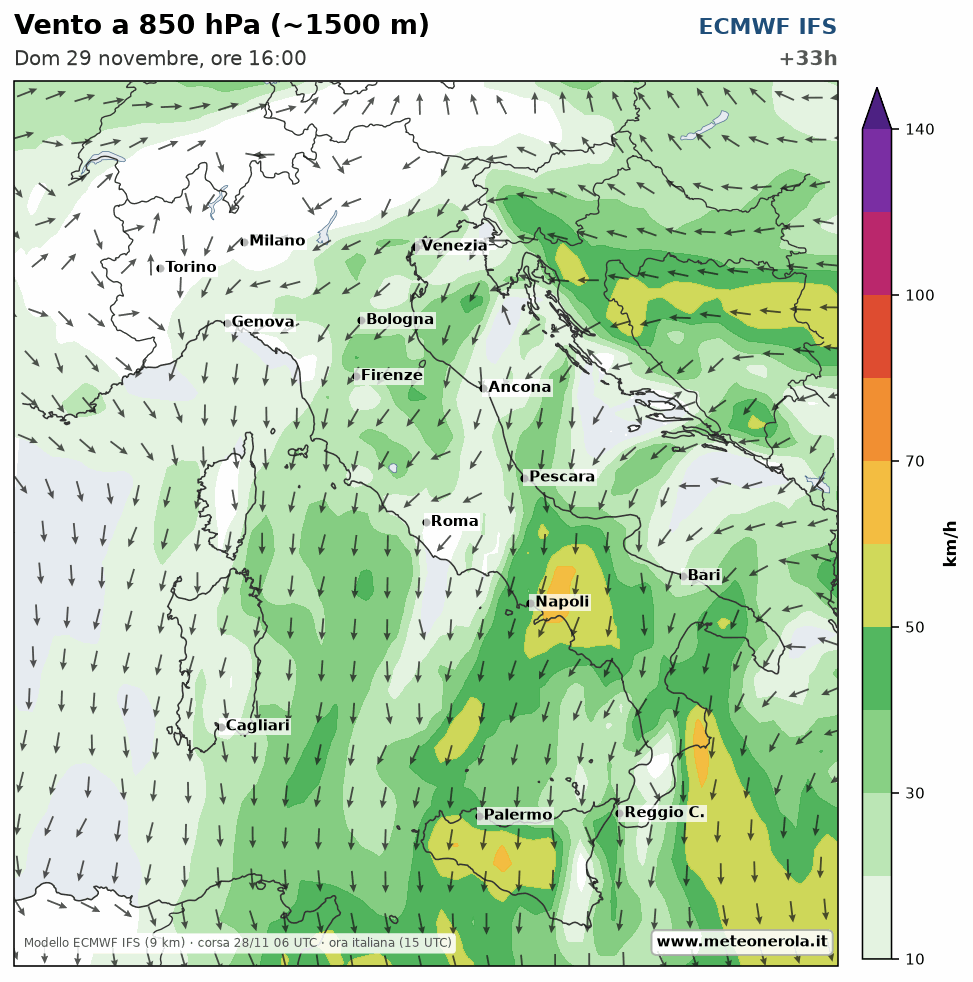 Vento a 850 hPa (~1500 m)
ECMWF IFS
Dom 29 novembre, ore 16:00
+33h
Milano
Venezia
Torino
Genova
Bologna
Firenze
Ancona
Pescara
Roma
Bari
Napoli
Cagliari
Palermo
Reggio C.
140
100
70
50
30
10
km/h
Modello ECMWF IFS (9 km) · corsa 28/11 06 UTC · ora italiana (15 UTC)
www.meteonerola.it